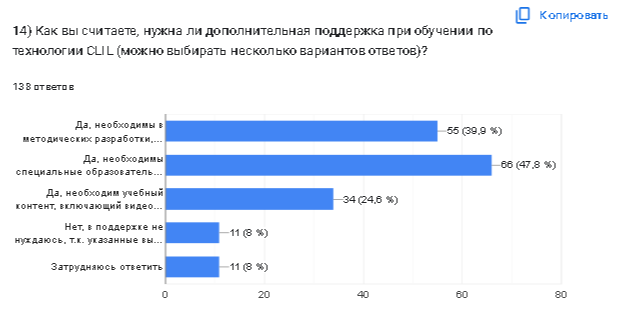 Копировать
14) Как вы считаете, нужна ли дополнительная поддержка при обучении по
технологии CLIL (можно выбирать несколько вариантов ответов)?
138 ответов
Да, необходимы в
методических разработки,...
55 (39,9 %)
Да, необходимы
специальные образователь...
66 (47,8 %)
Да, необходим учебный
контент, включающий видео...
34 (24,6 %)
Нет, в поддержке не
нуждаюсь, т.к. указанные вы...
11 (8 %)
Затрудняюсь ответить
11 (8 %)
0 20 40 60 80